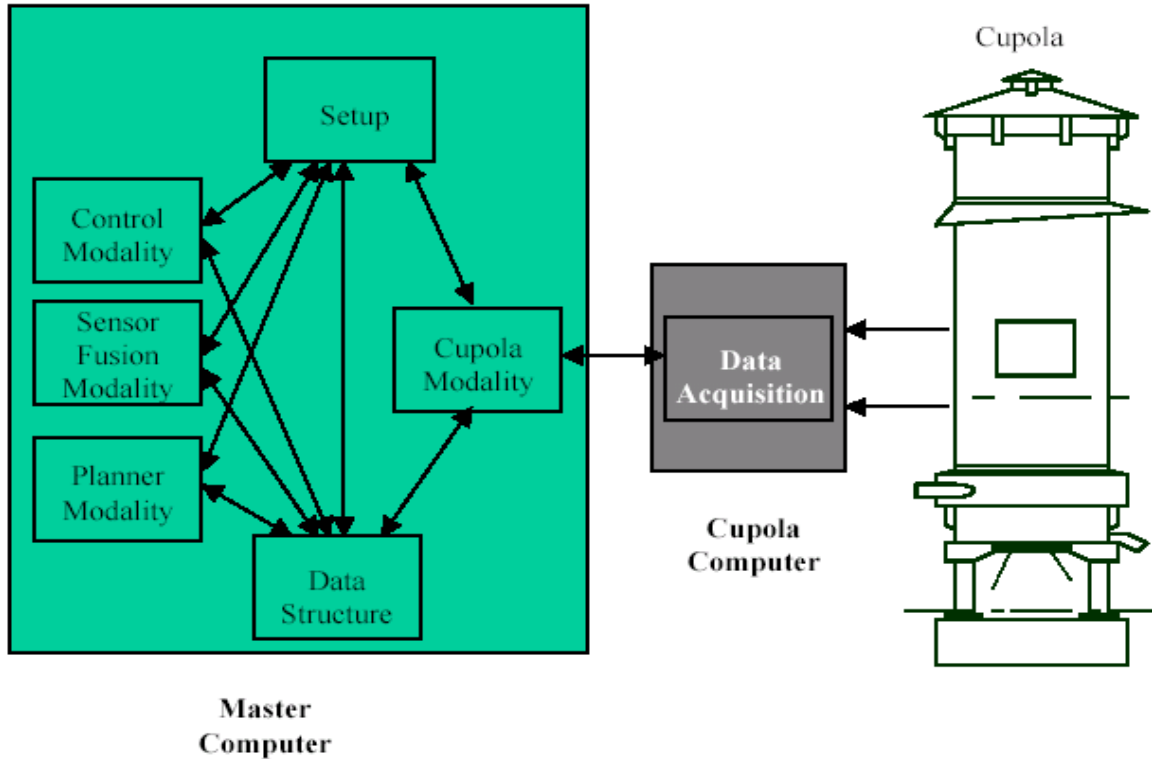 Cupola
Setup
Control
Modality
Sensor
Fusion
Modality
Cupola
Modality
Data
Acquisition
Planner
Modality
Cupola
Computer
Data
Structure
Master
Computer